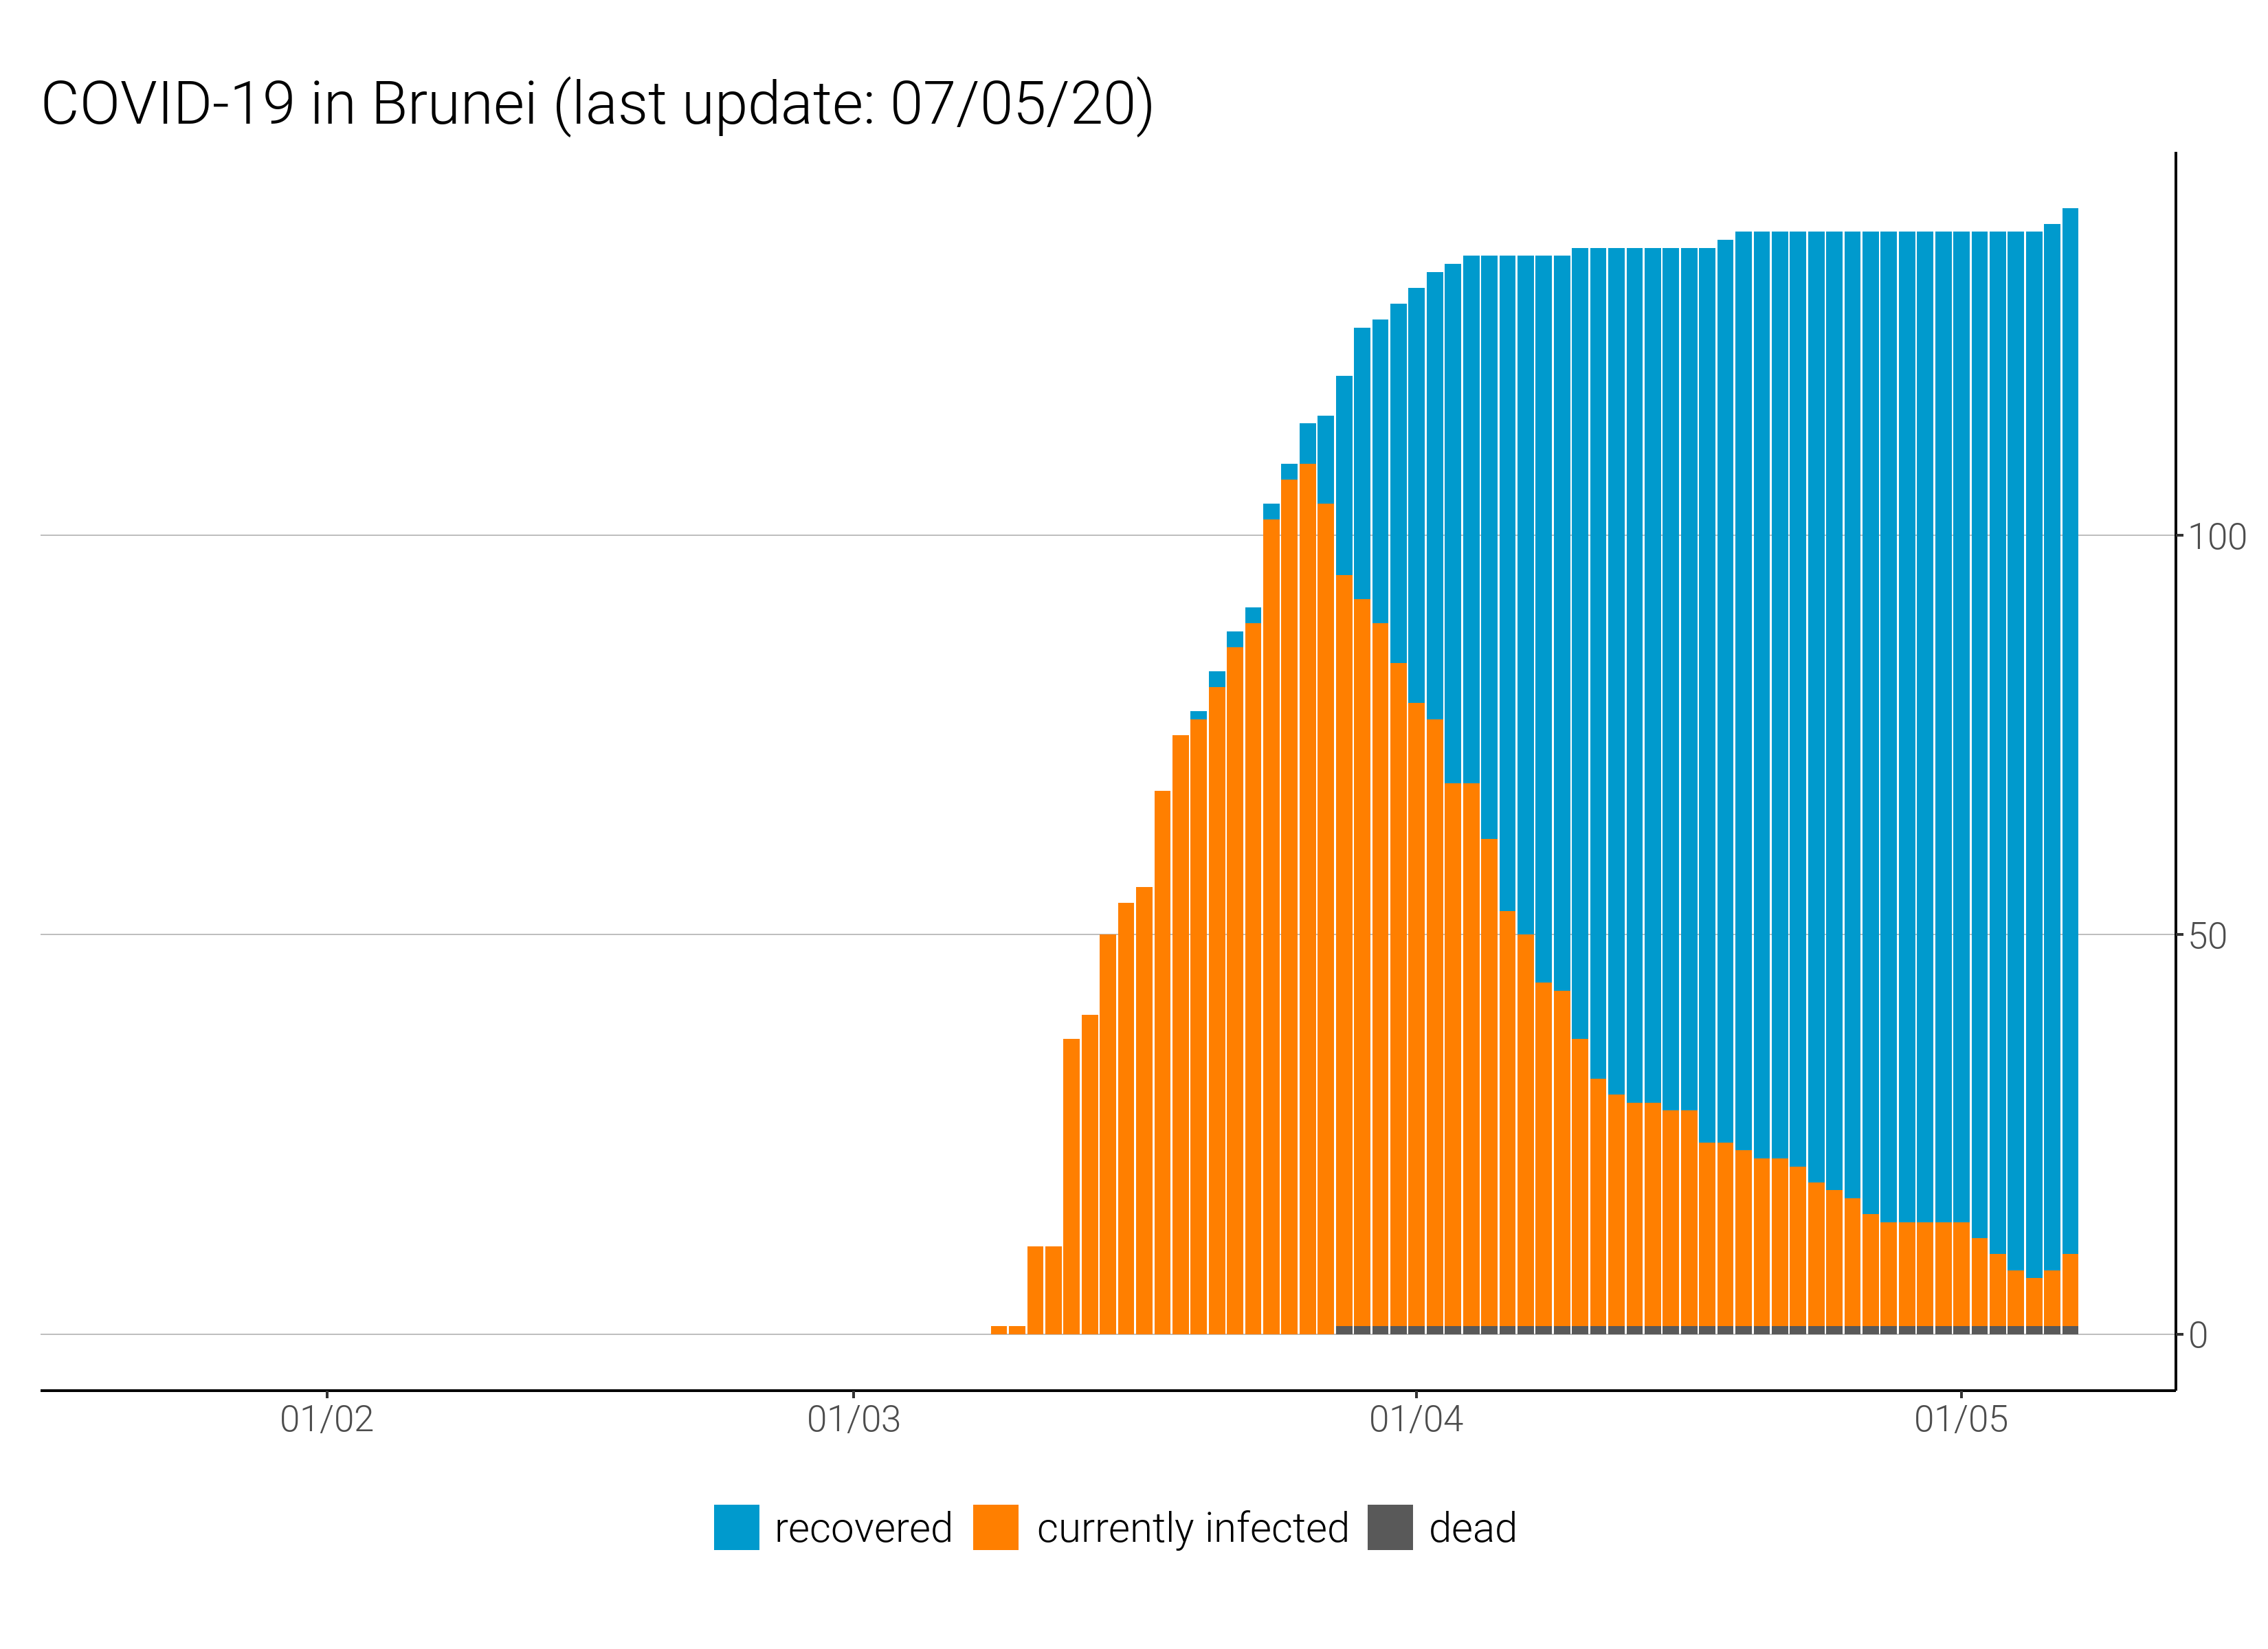 COVID-19 in Brunei (last update: 07/05/20)
100
50
0
01/02 01/03 01/04 01/05
recovered currently infected dead